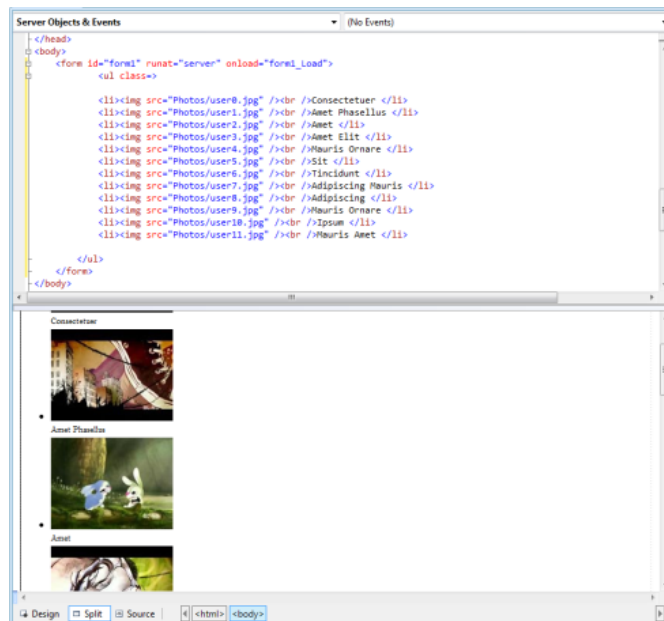 Server Objects & Events (No Events)
</head>
<body>
<form id="form1" runat="server" onload="form1_Load">
<ul class=>
<li><img src="Photos/user0.jpg" /><br />Consectetuer </li>
<li><img src="Photos/user1.jpg" /><br />Amet Phasellus </li>
<li><img src="Photos/user2.jpg" /><br />Amet </li>
<li><img src="Photos/user3.jpg" /><br />Amet Elit </li>
<li><img src="Photos/user4.jpg" /><br />Mauris Ornare </li>
<li><img src="Photos/user5.jpg" /><br />Sit </li>
<li><img src="Photos/user6.jpg" /><br />Tincidunt </li>
<li><img src="Photos/user7.jpg" /><br />Adipiscing Mauris </li>
<li><img src="Photos/user8.jpg" /><br />Adipiscing </li>
<li><img src="Photos/user9.jpg" /><br />Mauris Ornare </li>
<li><img src="Photos/user10.jpg" /><br />Ipsum </li>
<li><img src="Photos/user11.jpg" /><br />Mauris Amet </li>
</ul>
</form>
</body>
Consectetuer
Amet Phasellus
Amet
Design Split Source <html> <body>